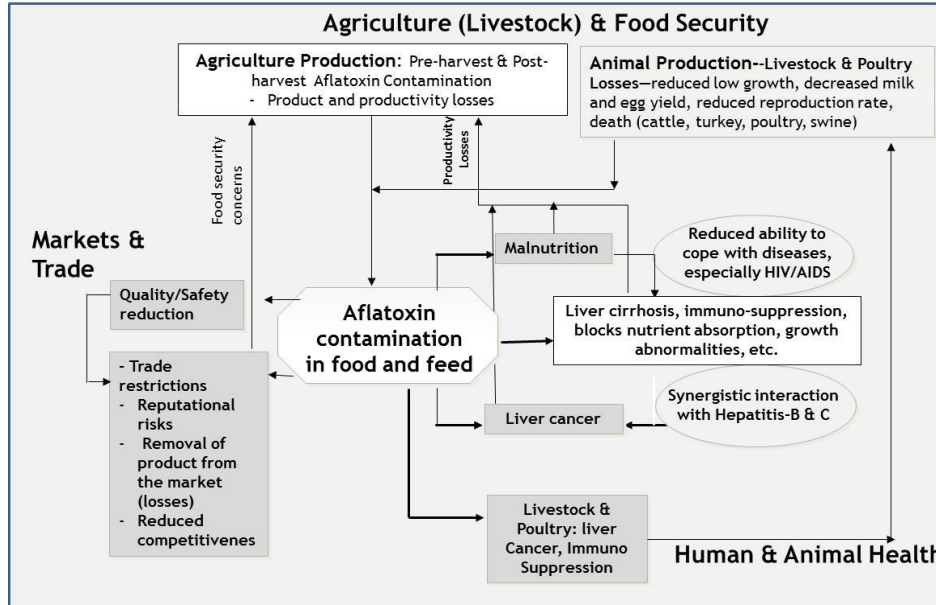 Agriculture (Livestock) & Food Security
Agriculture Production: Pre-harvest & Post-
harvest Aflatoxin Contamination
- Product and productivity losses
Animal Production--Livestock & Poultry
Losses—reduced low growth, decreased milk
and egg yield, reduced reproduction rate,
death (cattle, turkey, poultry, swine)
Food security
concerns
Productivity
Losses
Markets &
Trade
Quality/Safety
reduction
- Trade
restrictions
- Reputational
risks
- Removal of
product from
the market
(losses)
- Reduced
competitivenes
Aflatoxin
contamination
in food and feed
Malnutrition
Reduced ability to
cope with diseases,
especially HIV/AIDS
Liver cirrhosis, immuno-suppression,
blocks nutrient absorption, growth
abnormalities, etc.
Liver cancer
Synergistic interaction
with Hepatitis-B & C
Livestock &
Poultry: liver
Cancer, Immuno
Suppression
Human & Animal Health